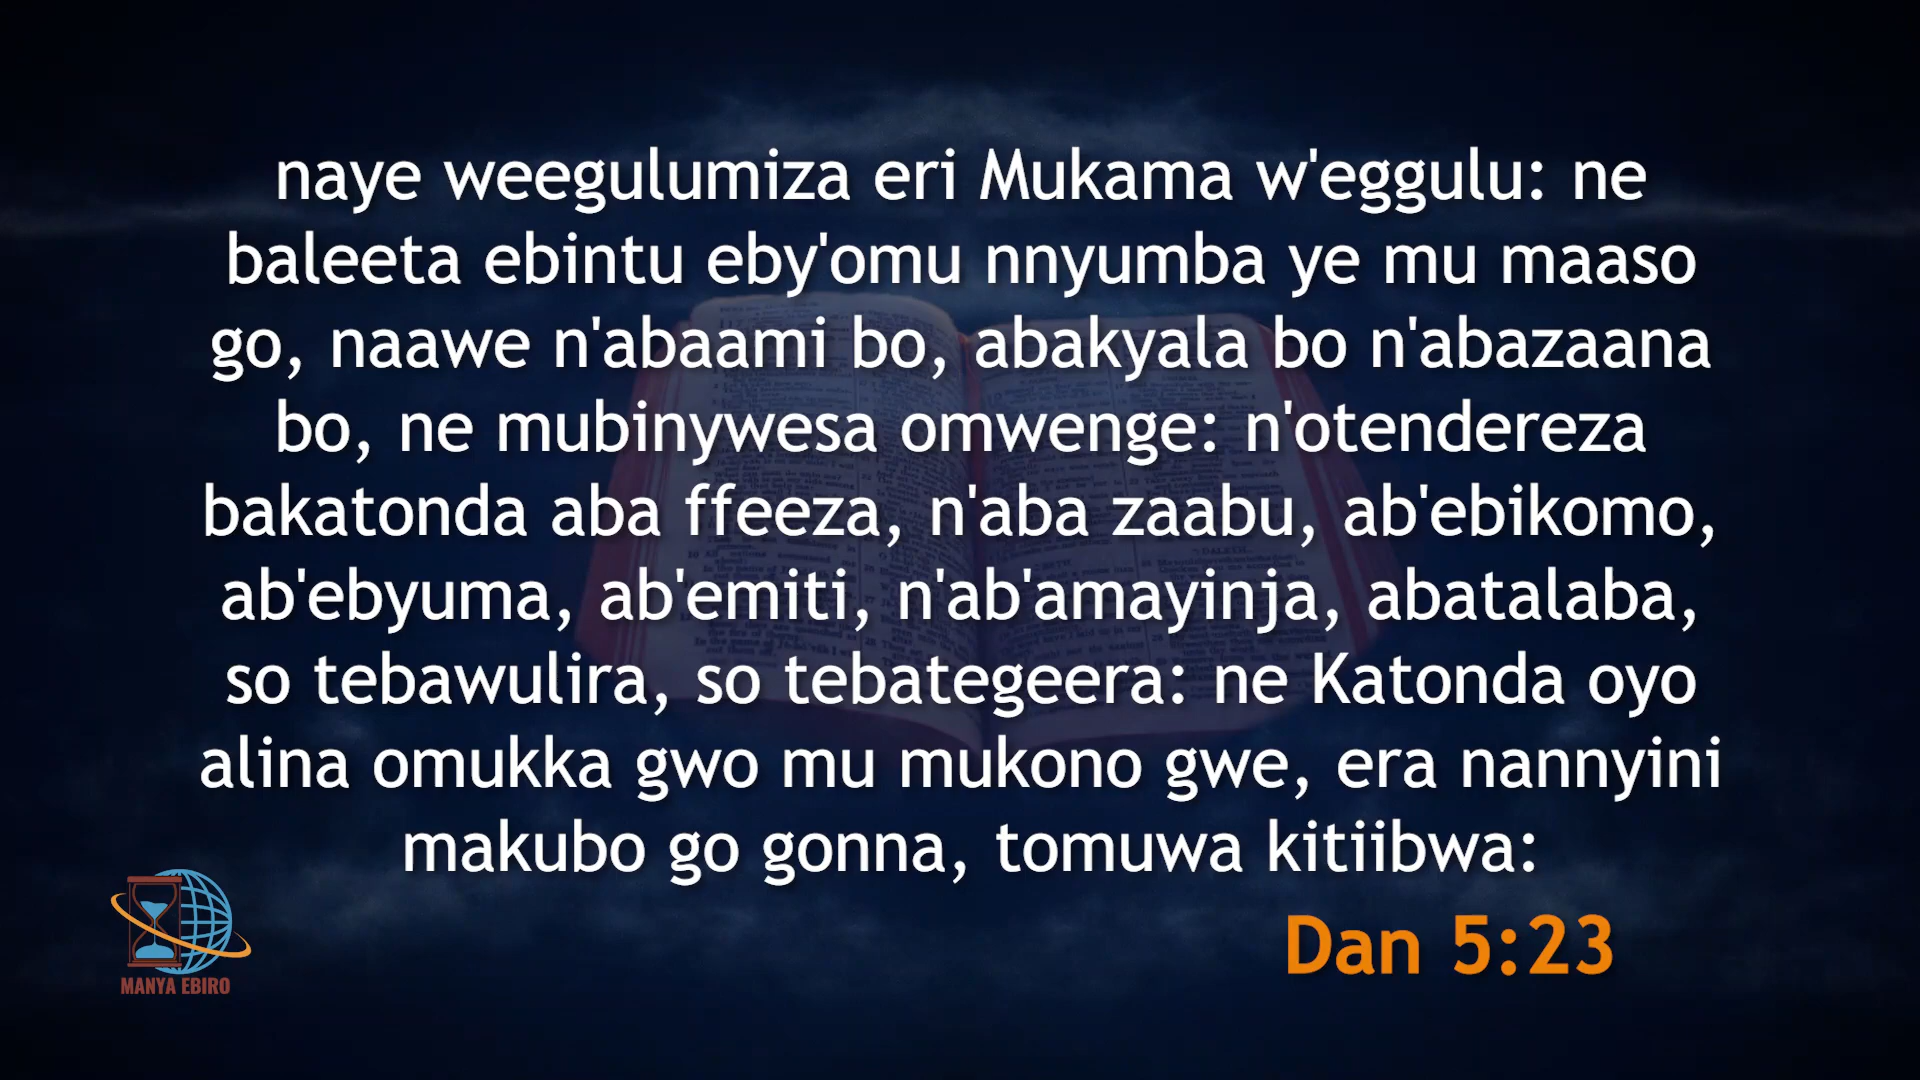 naye weegulumiza eri Mukama w'eggulu: ne
baleeta ebintu eby'omu nnyumba ye mu maaso
go, naawe n'abaami bo, abakyala bo n'abazaana
bo, ne mubinywesa omwenge: n'otendereza
bakatonda aba ffeeza, n'aba zaabu, ab'ebikomo,
ab'ebyuma, ab'emiti, n'ab'amayinja, abatalaba,
so tebawulira, so tebategeera: ne Katonda oyo
alina omukka gwo mu mukono gwe, era nannyini
makubo go gonna, tomuwa kitiibwa:
Dan 5:23
MANYA EBIRO